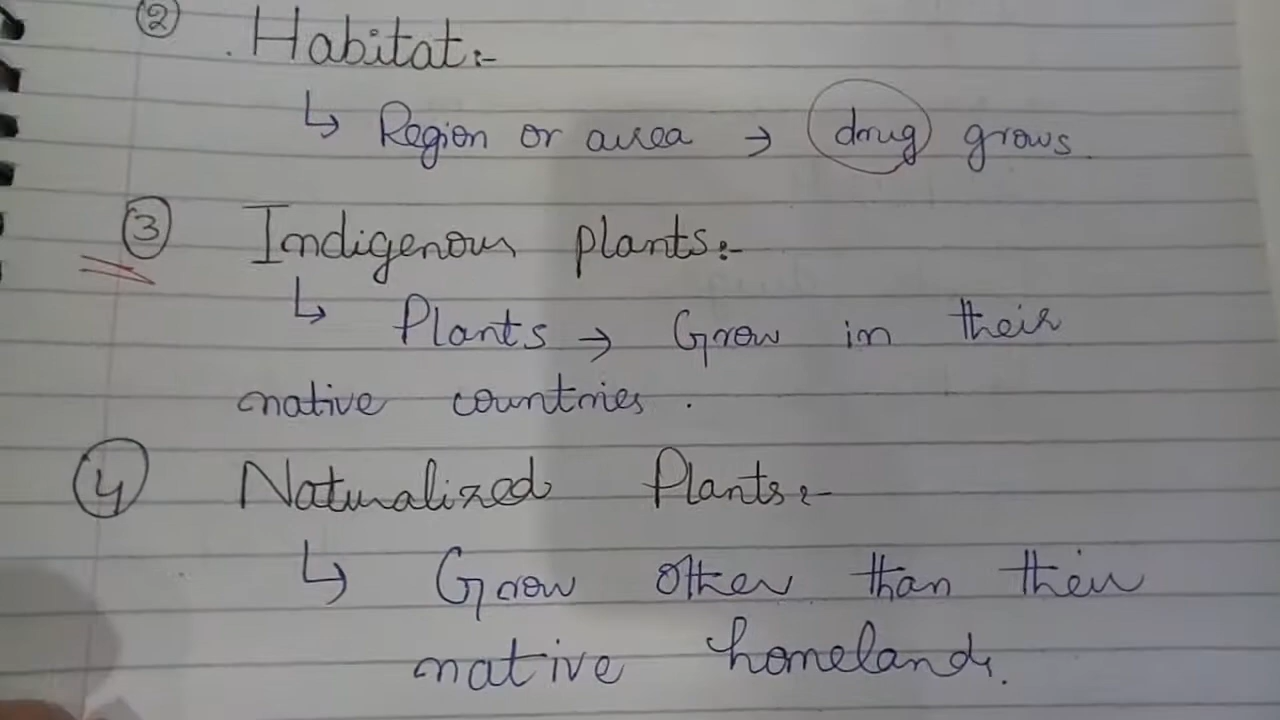 ② Habitat:-
↳ Region or area → drug grows.
③ Indigenous plants:-
↳ Plants → Grow in their
native countries.
④ Naturalized Plants:-
↳ Grow other than their
native homeland.